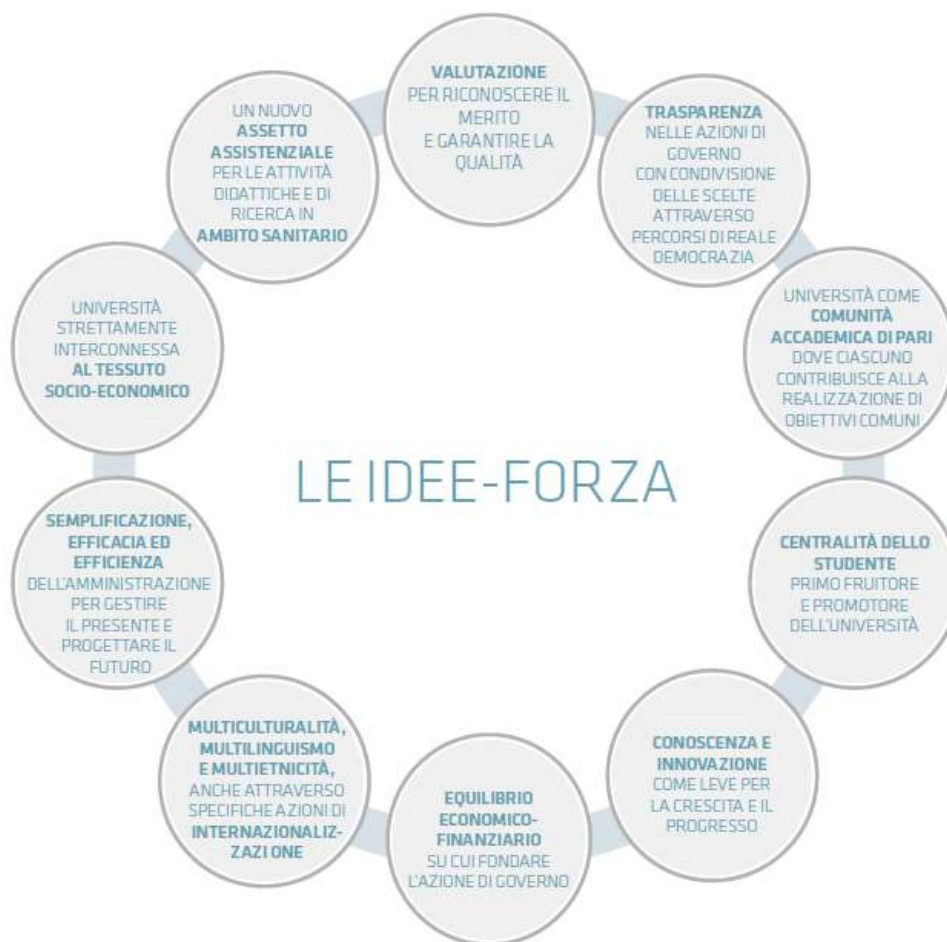 VALUTAZIONE
PER RICONOSCERE IL
MERITO
E GARANTIRE LA
QUALITÀ
TRASPARENZA
NELLE AZIONI DI
GOVERNO
CON CONDIVISIONE
DELLE SCELTE
ATTRAVERSO
PERCORSI DI REALE
DEMOCRAZIA
UNIVERSITÀ COME
COMUNITÀ
ACCADEMICA DI PARI
DOVE CIASCUNO
CONTRIBUISCE ALLA
REALIZZAZIONE DI
OBIETTIVI COMUNI
CENTRALITÀ DELLO
STUDENTE
PRIMO FRUITORE
E PROMOTORE
DELL'UNIVERSITÀ
CONOSCENZA E
INNOVAZIONE
COME LEVE PER
LA CRESCITA E IL
PROGRESSO
EQUILIBRIO
ECONOMICO-
FINANZIARIO
SU CUI FONDARE
L'AZIONE DI GOVERNO
MULTICULTURALITÀ,
MULTILINGUISMO
E MULTIETNICITÀ,
ANCHE ATTRAVERSO
SPECIFICHE AZIONI DI
INTERNAZIONALIZ-
ZAZI ONE
SEMPLIFICAZIONE,
EFFICACIA ED
EFFICIENZA
DELL'AMMINISTRAZIONE
PER GESTIRE
IL PRESENTE E
PROGETTARE IL
FUTURO
UNIVERSITÀ
STRETTAMENTE
INTERCONNESSA
AL TESSUTO
SOCIO-ECONOMICO
UN NUOVO
ASSETTO
ASSISTENZIALE
PER LE ATTIVITÀ
DIDATTICHE E DI
RICERCA IN
AMBITO SANITARIO
LE IDEE-FORZA